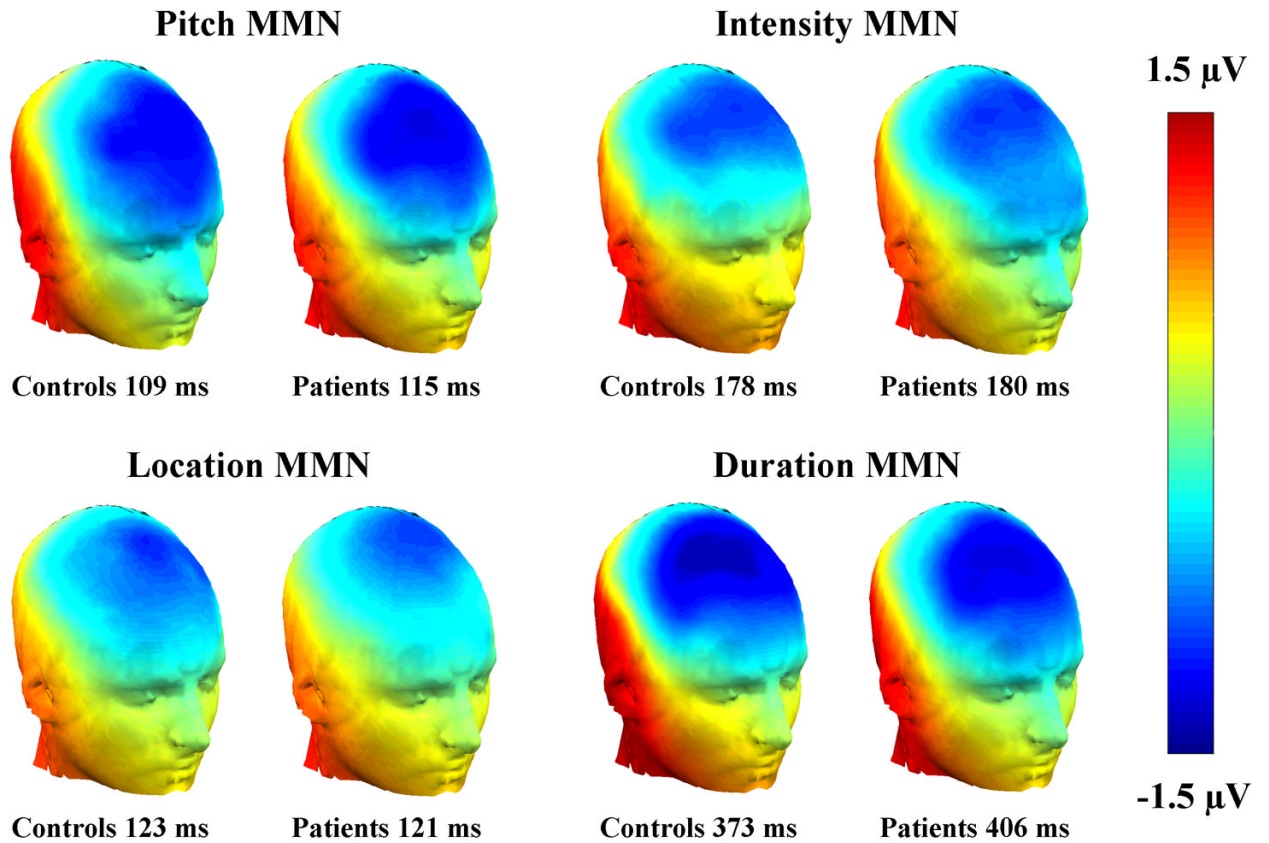 Pitch MMN
Intensity MMN
1.5 μV
Controls 109 ms
Patients 115 ms
Controls 178 ms
Patients 180 ms
Location MMN
Duration MMN
-1.5 μV
Controls 123 ms
Patients 121 ms
Controls 373 ms
Patients 406 ms